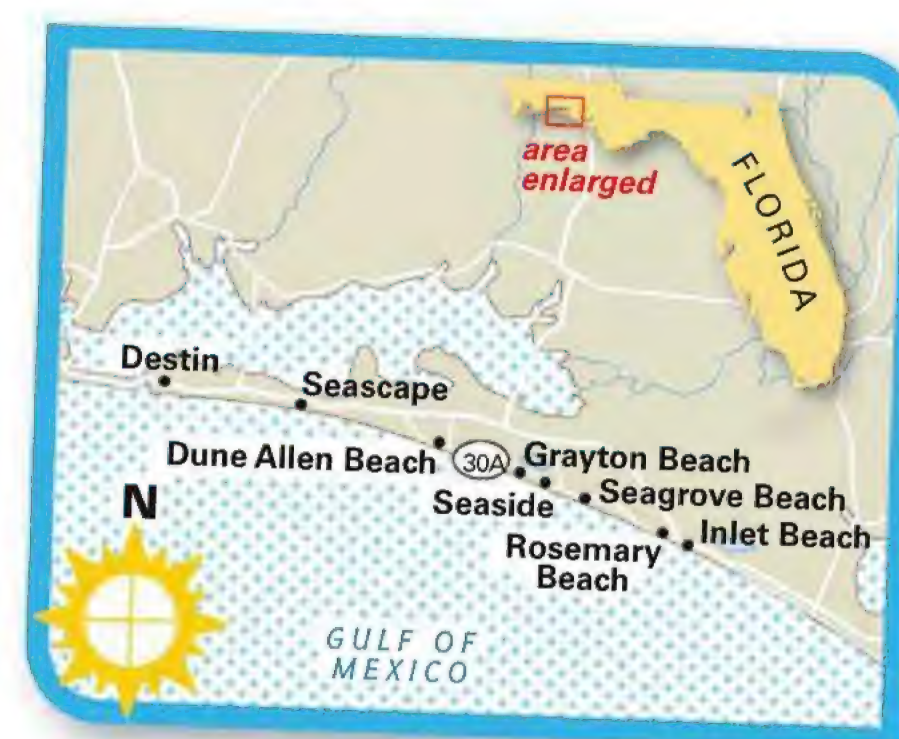 area
enlarged
FLORIDA
Destin
Seascape
Dune Allen Beach
30A
Grayton Beach
Seaside
Seagrove Beach
Rosemary
Beach
Inlet Beach
N
GULF OF
MEXICO